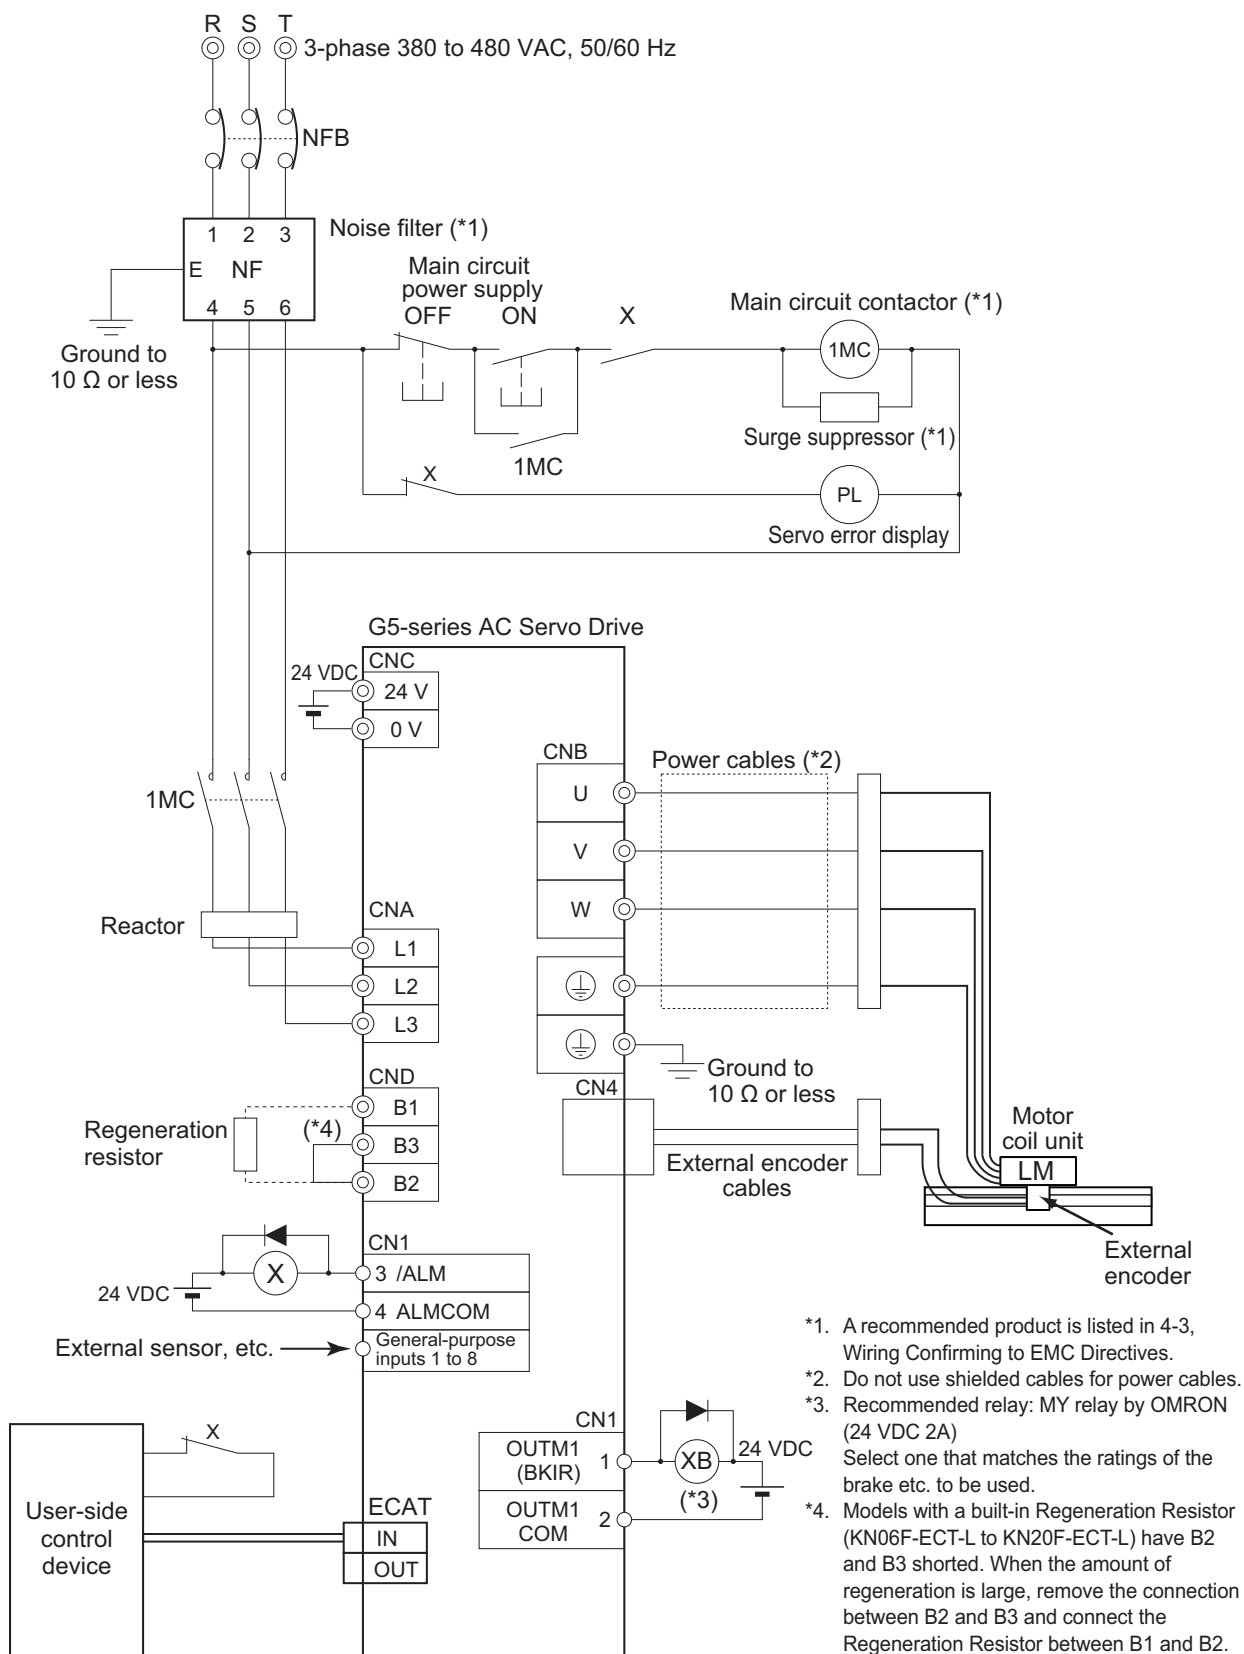 R S T
3-phase 380 to 480 VAC, 50/60 Hz
NFB
Noise filter (*1)
1 2 3
E NF
4 5 6
Ground to
10 Ω or less
Main circuit
power supply
OFF ON X
Main circuit contactor (*1)
1MC
Surge suppressor (*1)
1MC
X
PL
Servo error display
G5-series AC Servo Drive
CNC
24 VDC
24 V
0 V
CNB
Power cables (*2)
U
V
W
1MC
Reactor
CNA
L1
L2
L3
Ground to
10 Ω or less
CND
B1
B3
B2
(*4)
Regeneration
resistor
CN4
External encoder
cables
Motor
coil unit
LM
External
encoder
CN1
X
3 /ALM
24 VDC
4 ALMCOM
External sensor, etc.
General-purpose
inputs 1 to 8
X
User-side
control
device
ECAT
IN
OUT
CN1
OUTM1
(BKIR)
1
XB
24 VDC
(*3)
OUTM1
COM
2
*1. A recommended product is listed in 4-3,
Wiring Confirming to EMC Directives.
*2. Do not use shielded cables for power cables.
*3. Recommended relay: MY relay by OMRON
(24 VDC 2A)
Select one that matches the ratings of the
brake etc. to be used.
*4. Models with a built-in Regeneration Resistor
(KN06F-ECT-L to KN20F-ECT-L) have B2
and B3 shorted. When the amount of
regeneration is large, remove the connection
between B2 and B3 and connect the
Regeneration Resistor between B1 and B2.